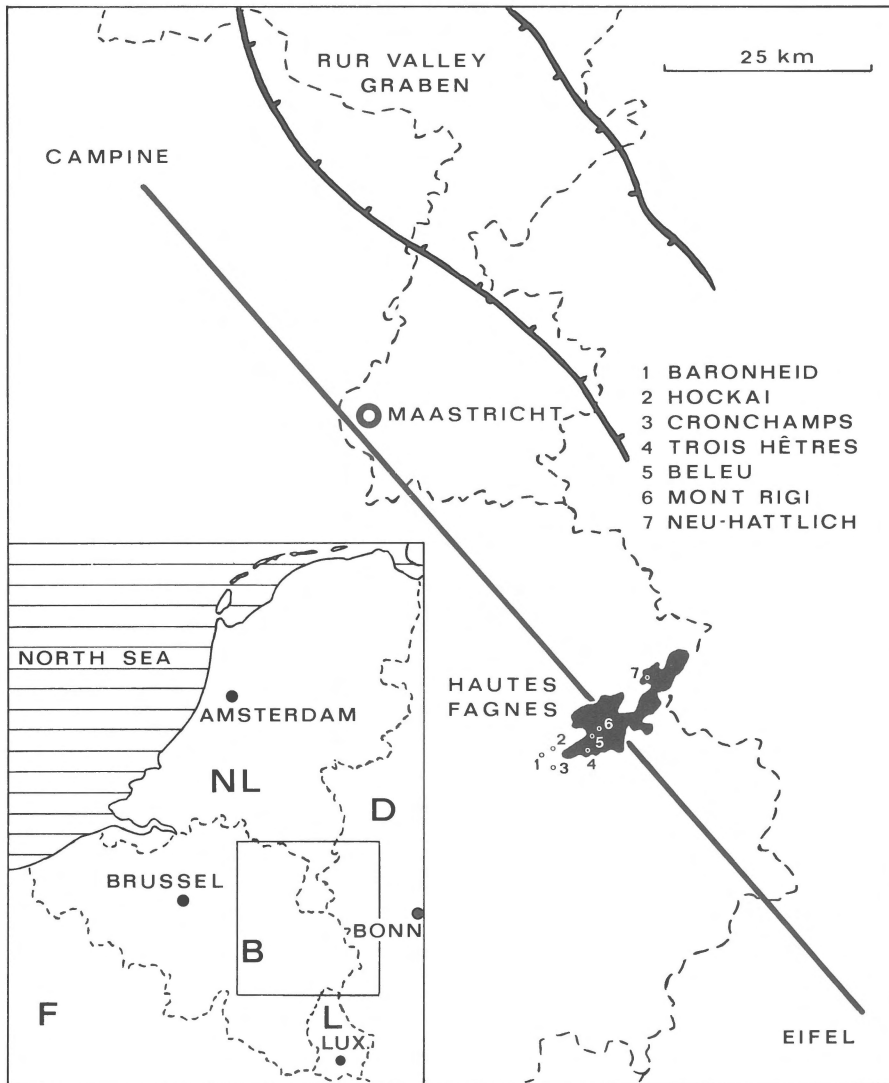 RUR VALLEY
GRABEN
25 km
CAMPINE
MAASTRICHT
1 BARONHEID
2 HOCKAI
3 CRONCHAMPS
4 TROIS HÊTRES
5 BELEU
6 MONT RIGI
7 NEU-HATTLICH
HAUTES
FAGNES
7
6
5
2
4
1
3
EIFEL
NORTH SEA
AMSTERDAM
NL
D
BRUSSEL
BONN
B
F
L
LUX.